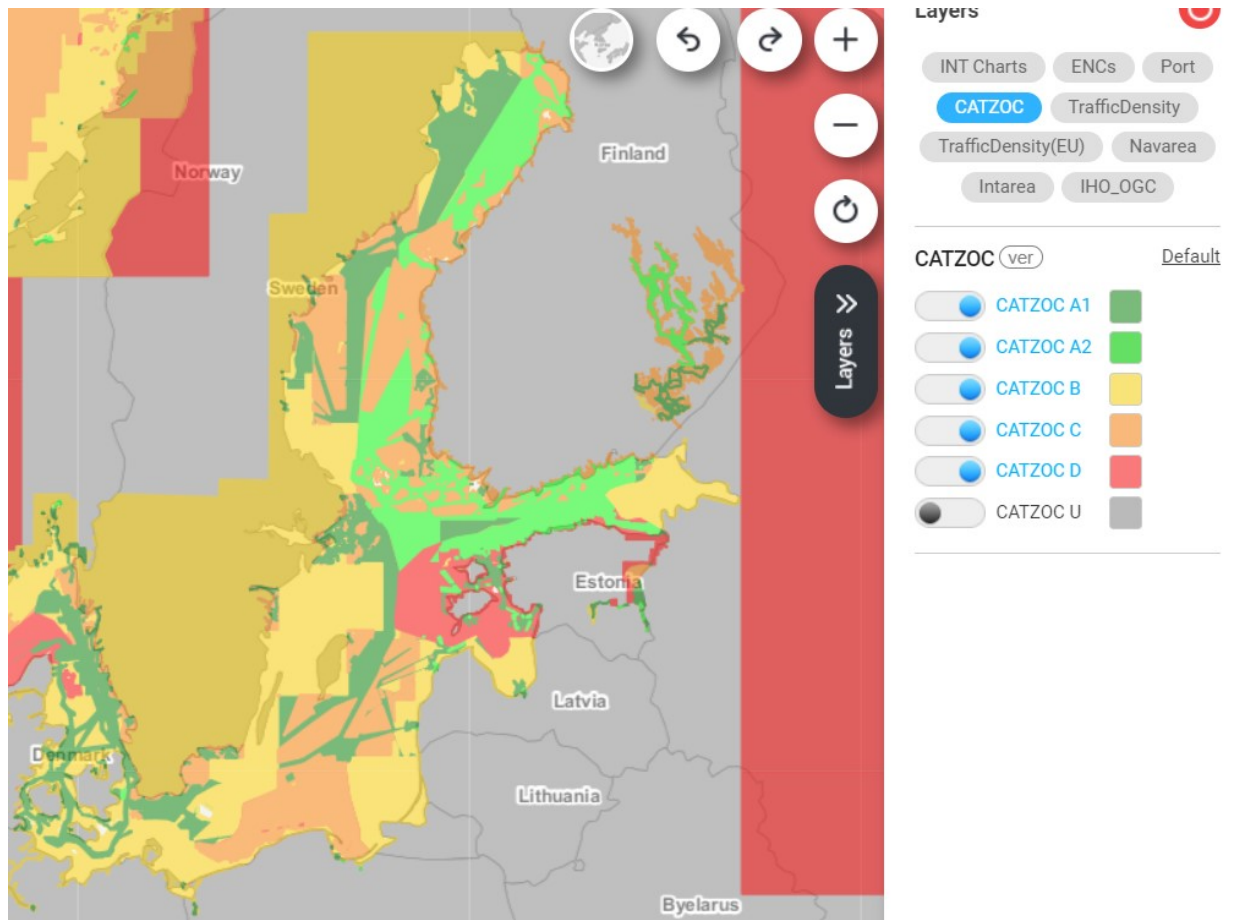 Layers
INT Charts ENCs Port
CATZOC TrafficDensity
TrafficDensity(EU) Navarea
Intarea IHO_OGC
CATZOC ver Default
CATZOC A1
CATZOC A2
CATZOC B
CATZOC C
CATZOC D
CATZOC U
Norway
Finland
Sweden
Layers
Estonia
Latvia
Denmark
Lithuania
Byelarus